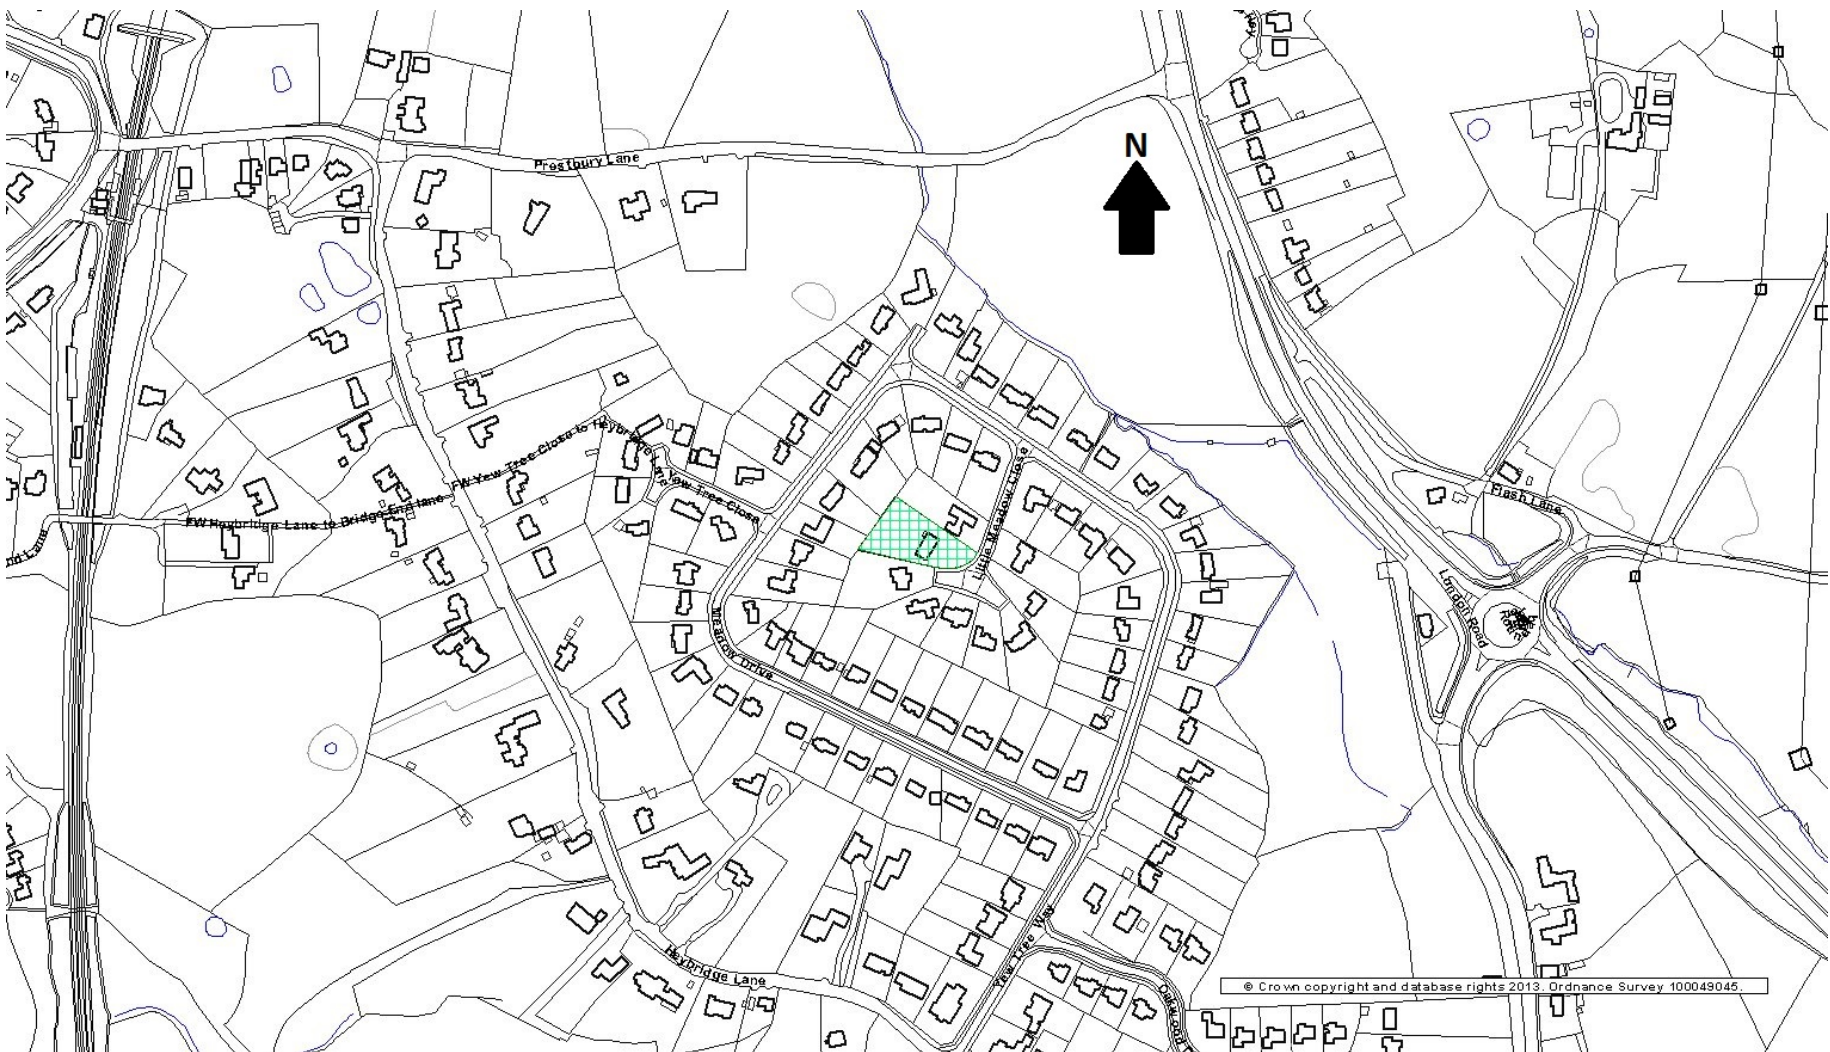 Prestbury Lane
N
FW Yew Tree Close to Heybridge Lane
Yew Tree Close
FW Heybridge Lane to Bridge End lane
Little Meadow Close
Flash Lane
London Road
Meadow Drive
Yew Tree Way
Heybridge Lane
Oakwood
© Crown copyright and database rights 2013. Ordnance Survey 100049045.